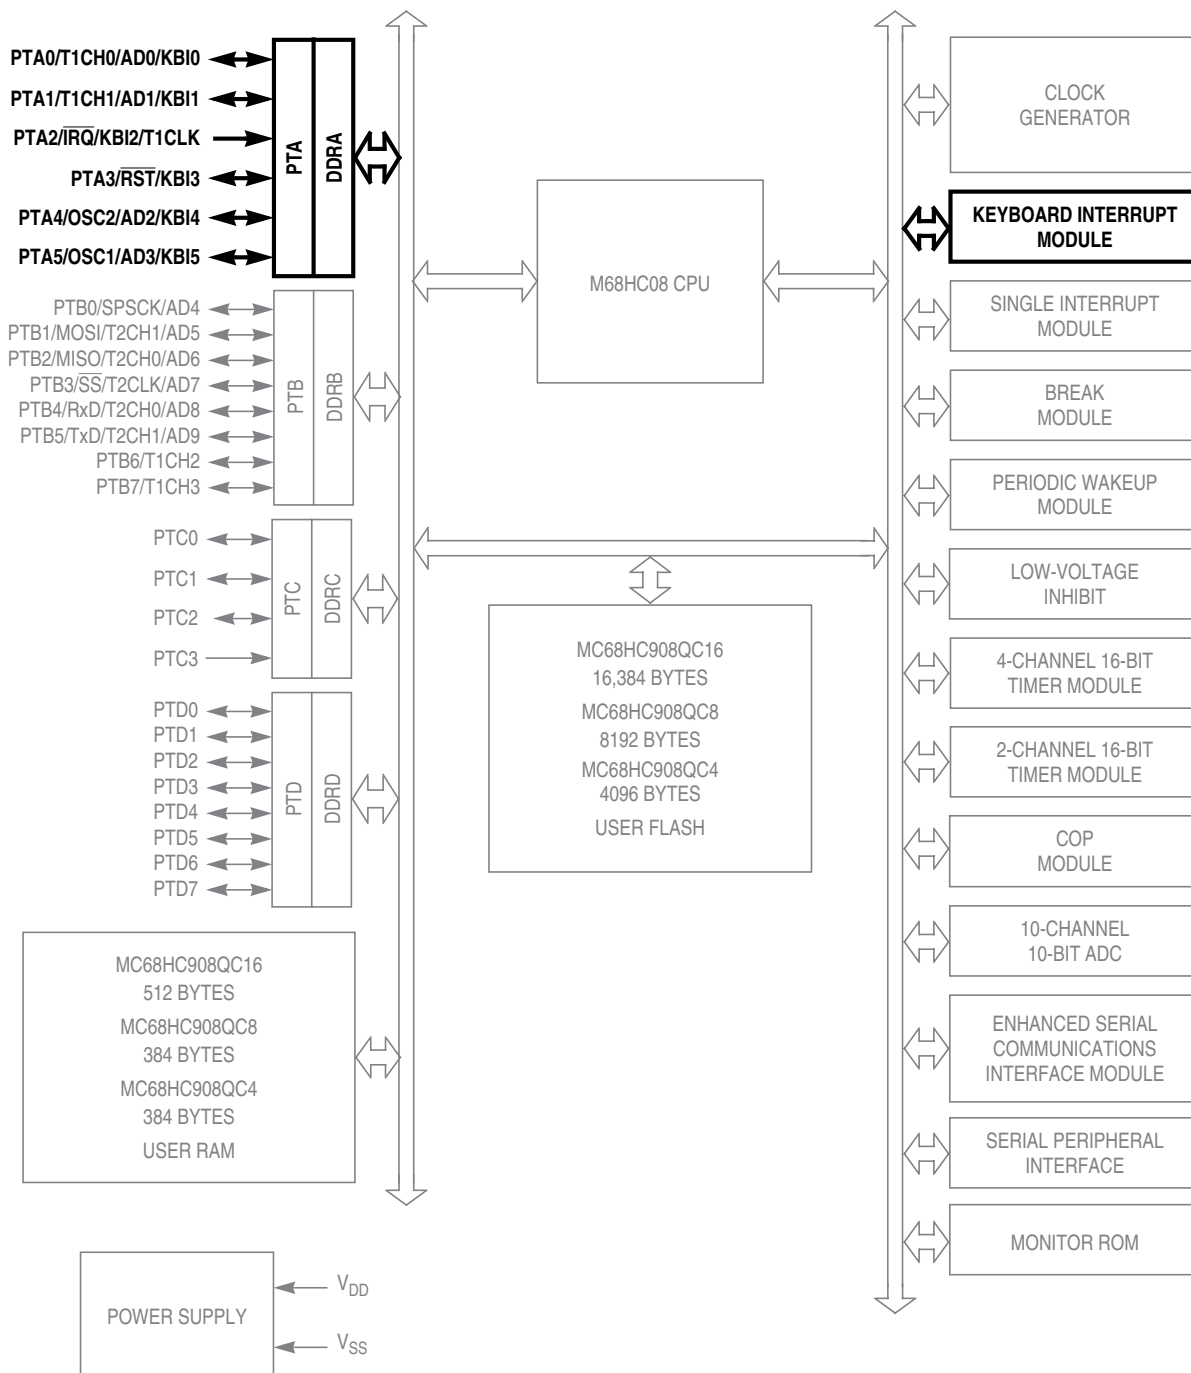 PTA0/T1CH0/AD0/KBI0
PTA1/T1CH1/AD1/KBI1
PTA2/I̅R̅Q̅/KBI2/T1CLK
PTA3/R̅S̅T̅/KBI3
PTA4/OSC2/AD2/KBI4
PTA5/OSC1/AD3/KBI5
PTA
DDRA
PTB0/SPSCK/AD4
PTB1/MOSI/T2CH1/AD5
PTB2/MISO/T2CH0/AD6
PTB3/S̅S̅/T2CLK/AD7
PTB4/RxD/T2CH0/AD8
PTB5/TxD/T2CH1/AD9
PTB6/T1CH2
PTB7/T1CH3
PTB
DDRB
PTC0
PTC1
PTC2
PTC3
PTC
DDRC
PTD0
PTD1
PTD2
PTD3
PTD4
PTD5
PTD6
PTD7
PTD
DDRD
MC68HC908QC16
512 BYTES
MC68HC908QC8
384 BYTES
MC68HC908QC4
384 BYTES
USER RAM
POWER SUPPLY
VDD
VSS
M68HC08 CPU
MC68HC908QC16
16,384 BYTES
MC68HC908QC8
8192 BYTES
MC68HC908QC4
4096 BYTES
USER FLASH
CLOCK
GENERATOR
KEYBOARD INTERRUPT
MODULE
SINGLE INTERRUPT
MODULE
BREAK
MODULE
PERIODIC WAKEUP
MODULE
LOW-VOLTAGE
INHIBIT
4-CHANNEL 16-BIT
TIMER MODULE
2-CHANNEL 16-BIT
TIMER MODULE
COP
MODULE
10-CHANNEL
10-BIT ADC
ENHANCED SERIAL
COMMUNICATIONS
INTERFACE MODULE
SERIAL PERIPHERAL
INTERFACE
MONITOR ROM